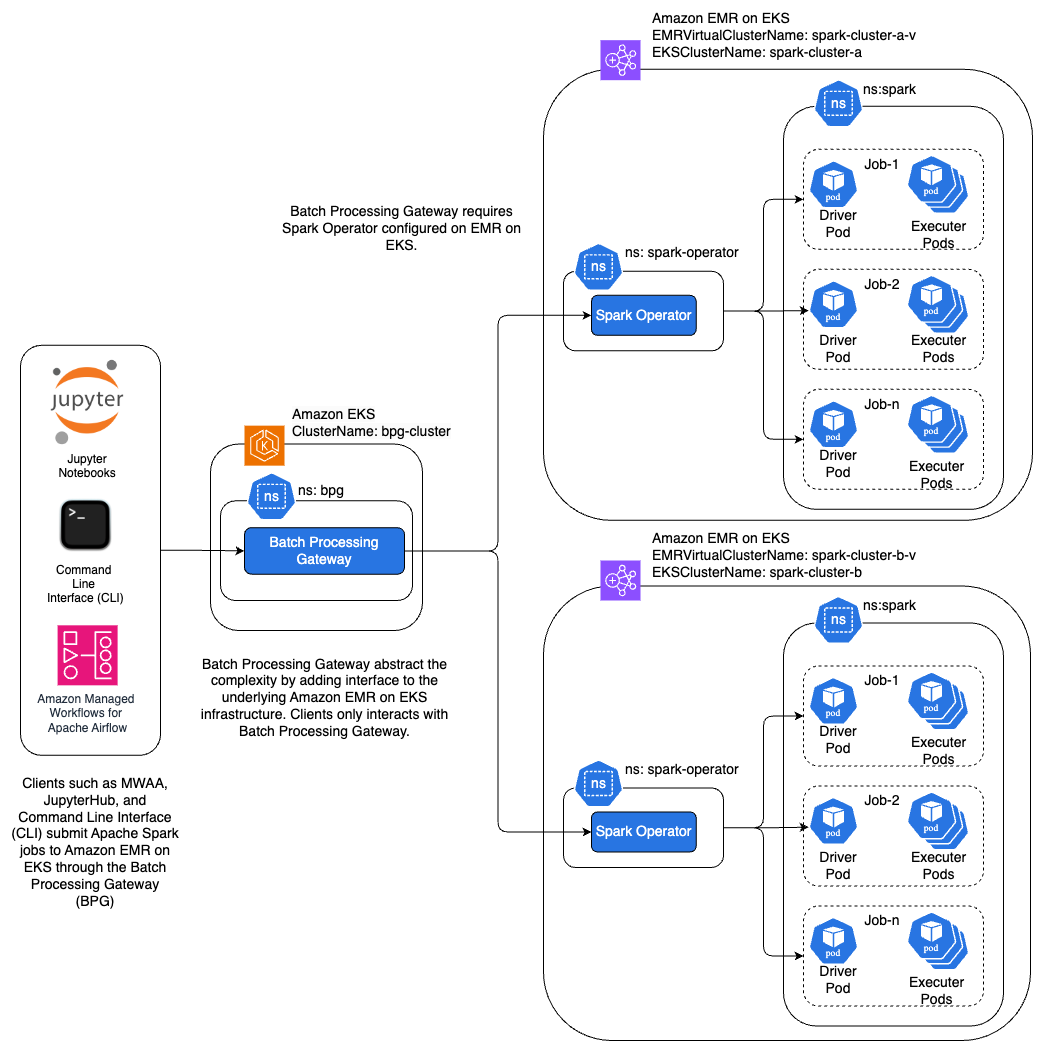 Amazon EMR on EKS
EMRVirtualClusterName: spark-cluster-a-v
EKSClusterName: spark-cluster-a
ns
ns:spark
Job-1
pod
Driver
Pod
pod
Executer
Pods
Batch Processing Gateway requires
Spark Operator configured on EMR on
EKS.
ns
ns: spark-operator
Spark Operator
Job-2
pod
Driver
Pod
pod
Executer
Pods
Job-n
pod
Driver
Pod
pod
Executer
Pods
jupyter
Jupyter
Notebooks
>_
Command
Line
Interface (CLI)
Amazon Managed
Workflows for
Apache Airflow
Clients such as MWAA,
JupyterHub, and
Command Line Interface
(CLI) submit Apache Spark
jobs to Amazon EMR on
EKS through the Batch
Processing Gateway
(BPG)
Amazon EKS
ClusterName: bpg-cluster
K
ns
ns: bpg
Batch Processing
Gateway
Batch Processing Gateway abstract the
complexity by adding interface to the
underlying Amazon EMR on EKS
infrastructure. Clients only interacts with
Batch Processing Gateway.
Amazon EMR on EKS
EMRVirtualClusterName: spark-cluster-b-v
EKSClusterName: spark-cluster-b
ns
ns:spark
Job-1
pod
Driver
Pod
pod
Executer
Pods
ns
ns: spark-operator
Spark Operator
Job-2
pod
Driver
Pod
pod
Executer
Pods
Job-n
pod
Driver
Pod
pod
Executer
Pods